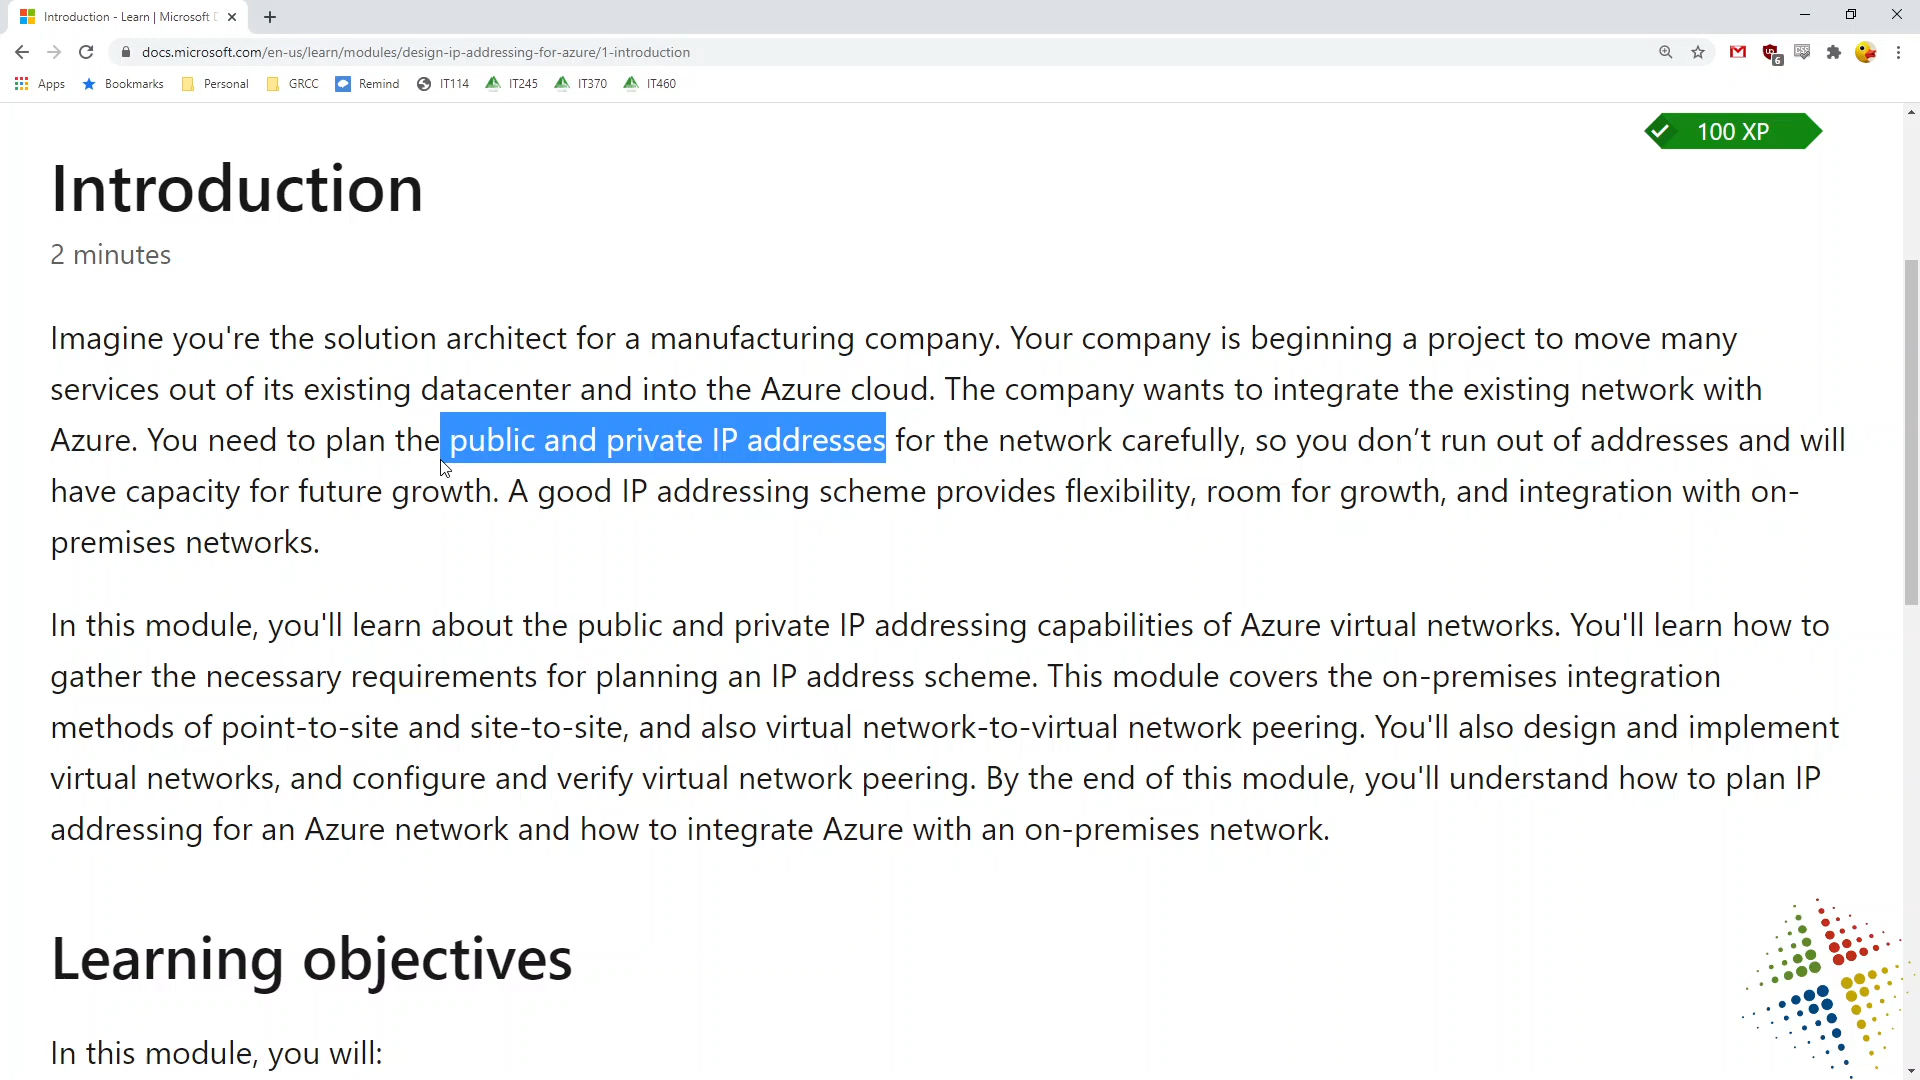 Introduction - Learn | Microsoft D
docs.microsoft.com/en-us/learn/modules/design-ip-addressing-for-azure/1-introduction
6
Apps Bookmarks Personal GRCC Remind IT114 IT245 IT370 IT460
100 XP
Introduction
2 minutes
Imagine you're the solution architect for a manufacturing company. Your company is beginning a project to move many
services out of its existing datacenter and into the Azure cloud. The company wants to integrate the existing network with
Azure. You need to plan the public and private IP addresses for the network carefully, so you don’t run out of addresses and will
have capacity for future growth. A good IP addressing scheme provides flexibility, room for growth, and integration with on-
premises networks.
In this module, you'll learn about the public and private IP addressing capabilities of Azure virtual networks. You'll learn how to
gather the necessary requirements for planning an IP address scheme. This module covers the on-premises integration
methods of point-to-site and site-to-site, and also virtual network-to-virtual network peering. You'll also design and implement
virtual networks, and configure and verify virtual network peering. By the end of this module, you'll understand how to plan IP
addressing for an Azure network and how to integrate Azure with an on-premises network.
Learning objectives
In this module, you will: